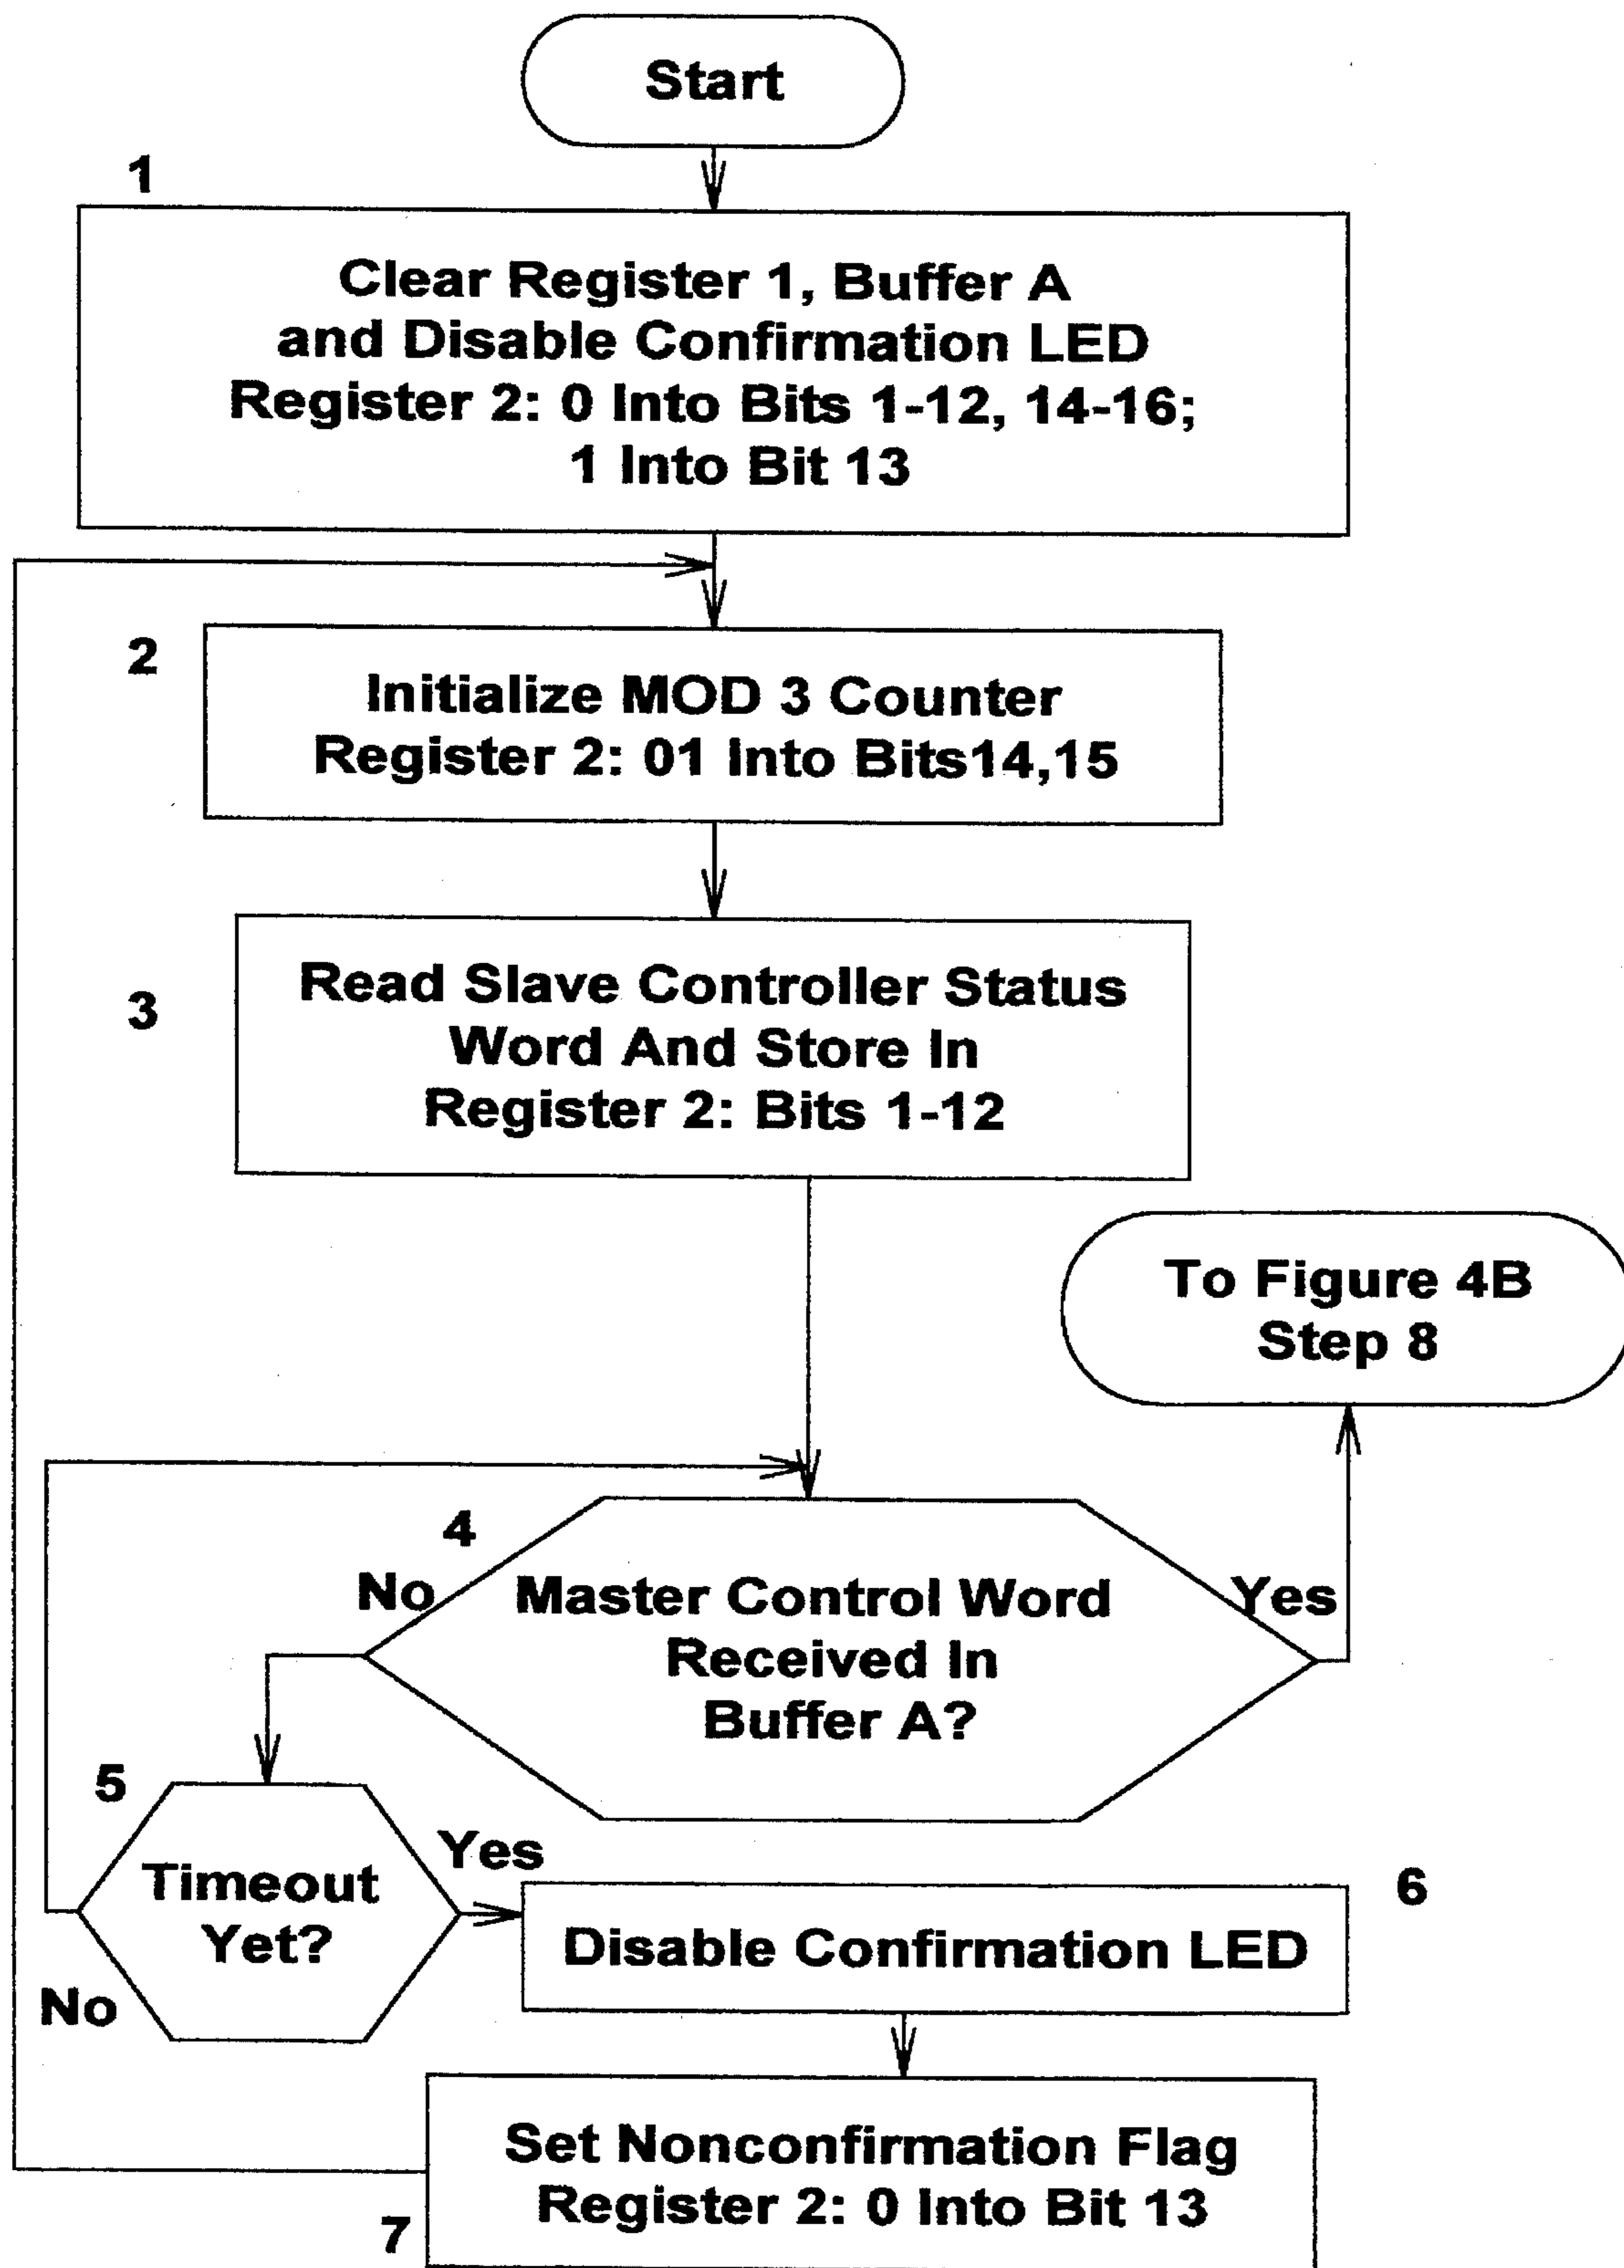 Start
1
Clear Register 1, Buffer A
and Disable Confirmation LED
Register 2: 0 Into Bits 1-12, 14-16;
1 Into Bit 13
2
Initialize MOD 3 Counter
Register 2: 01 Into Bits14,15
3
Read Slave Controller Status
Word And Store In
Register 2: Bits 1-12
To Figure 4B
Step 8
4
No
Master Control Word
Received In
Buffer A?
Yes
5
Timeout
Yet?
Yes
No
6
Disable Confirmation LED
Set Nonconfirmation Flag
Register 2: 0 Into Bit 13
7